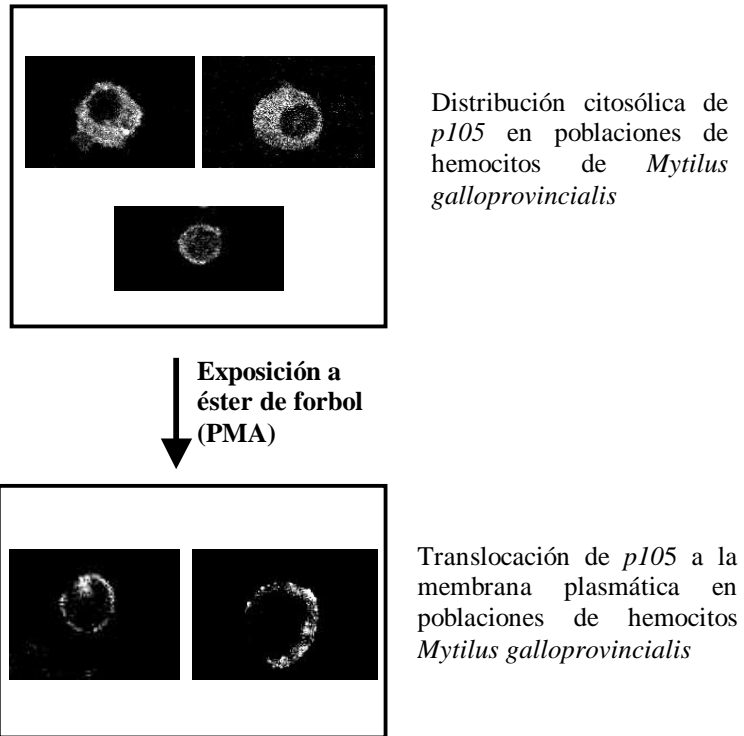 Distribución citosólica de
p105 en poblaciones de
hemocitos de Mytilus
galloprovincialis
Exposición a
éster de forbol
(PMA)
Translocación de p105 a la
membrana plasmática en
poblaciones de hemocitos
Mytilus galloprovincialis